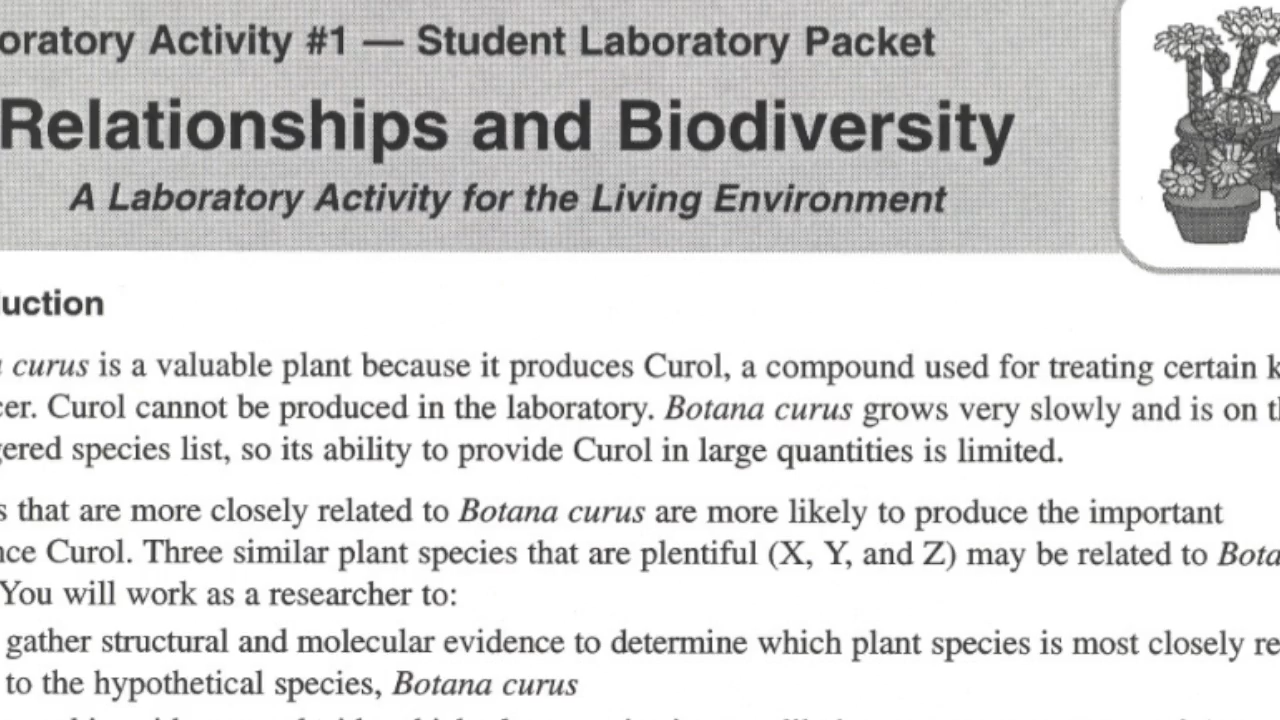 oratory Activity #1 — Student Laboratory Packet
Relationships and Biodiversity
A Laboratory Activity for the Living Environment
uction
curus is a valuable plant because it produces Curol, a compound used for treating certain k
cer. Curol cannot be produced in the laboratory. Botana curus grows very slowly and is on th
gered species list, so its ability to provide Curol in large quantities is limited.
s that are more closely related to Botana curus are more likely to produce the important
nce Curol. Three similar plant species that are plentiful (X, Y, and Z) may be related to Bota
You will work as a researcher to:
gather structural and molecular evidence to determine which plant species is most closely re
to the hypothetical species, Botana curus